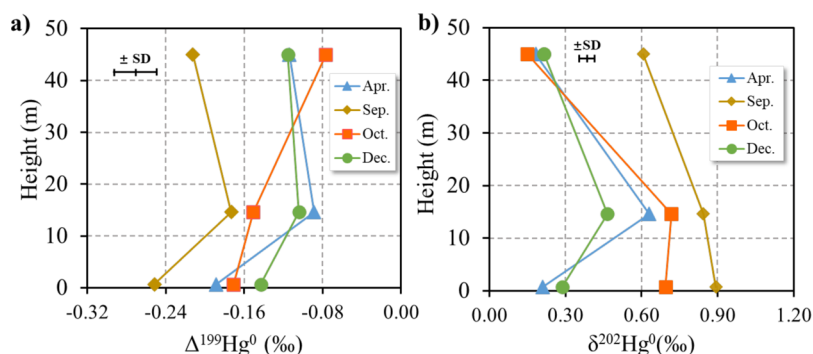 a)
± SD
50
40
30
20
10
0
Height (m)
-0.32
-0.24
-0.16
-0.08
0.00
Δ¹⁹⁹Hg⁰ (‰)
Apr.
Sep.
Oct.
Dec.
b)
±SD
50
40
30
20
10
0
Height (m)
0.00
0.30
0.60
0.90
1.20
δ²⁰²Hg⁰(‰)
Apr.
Sep.
Oct.
Dec.